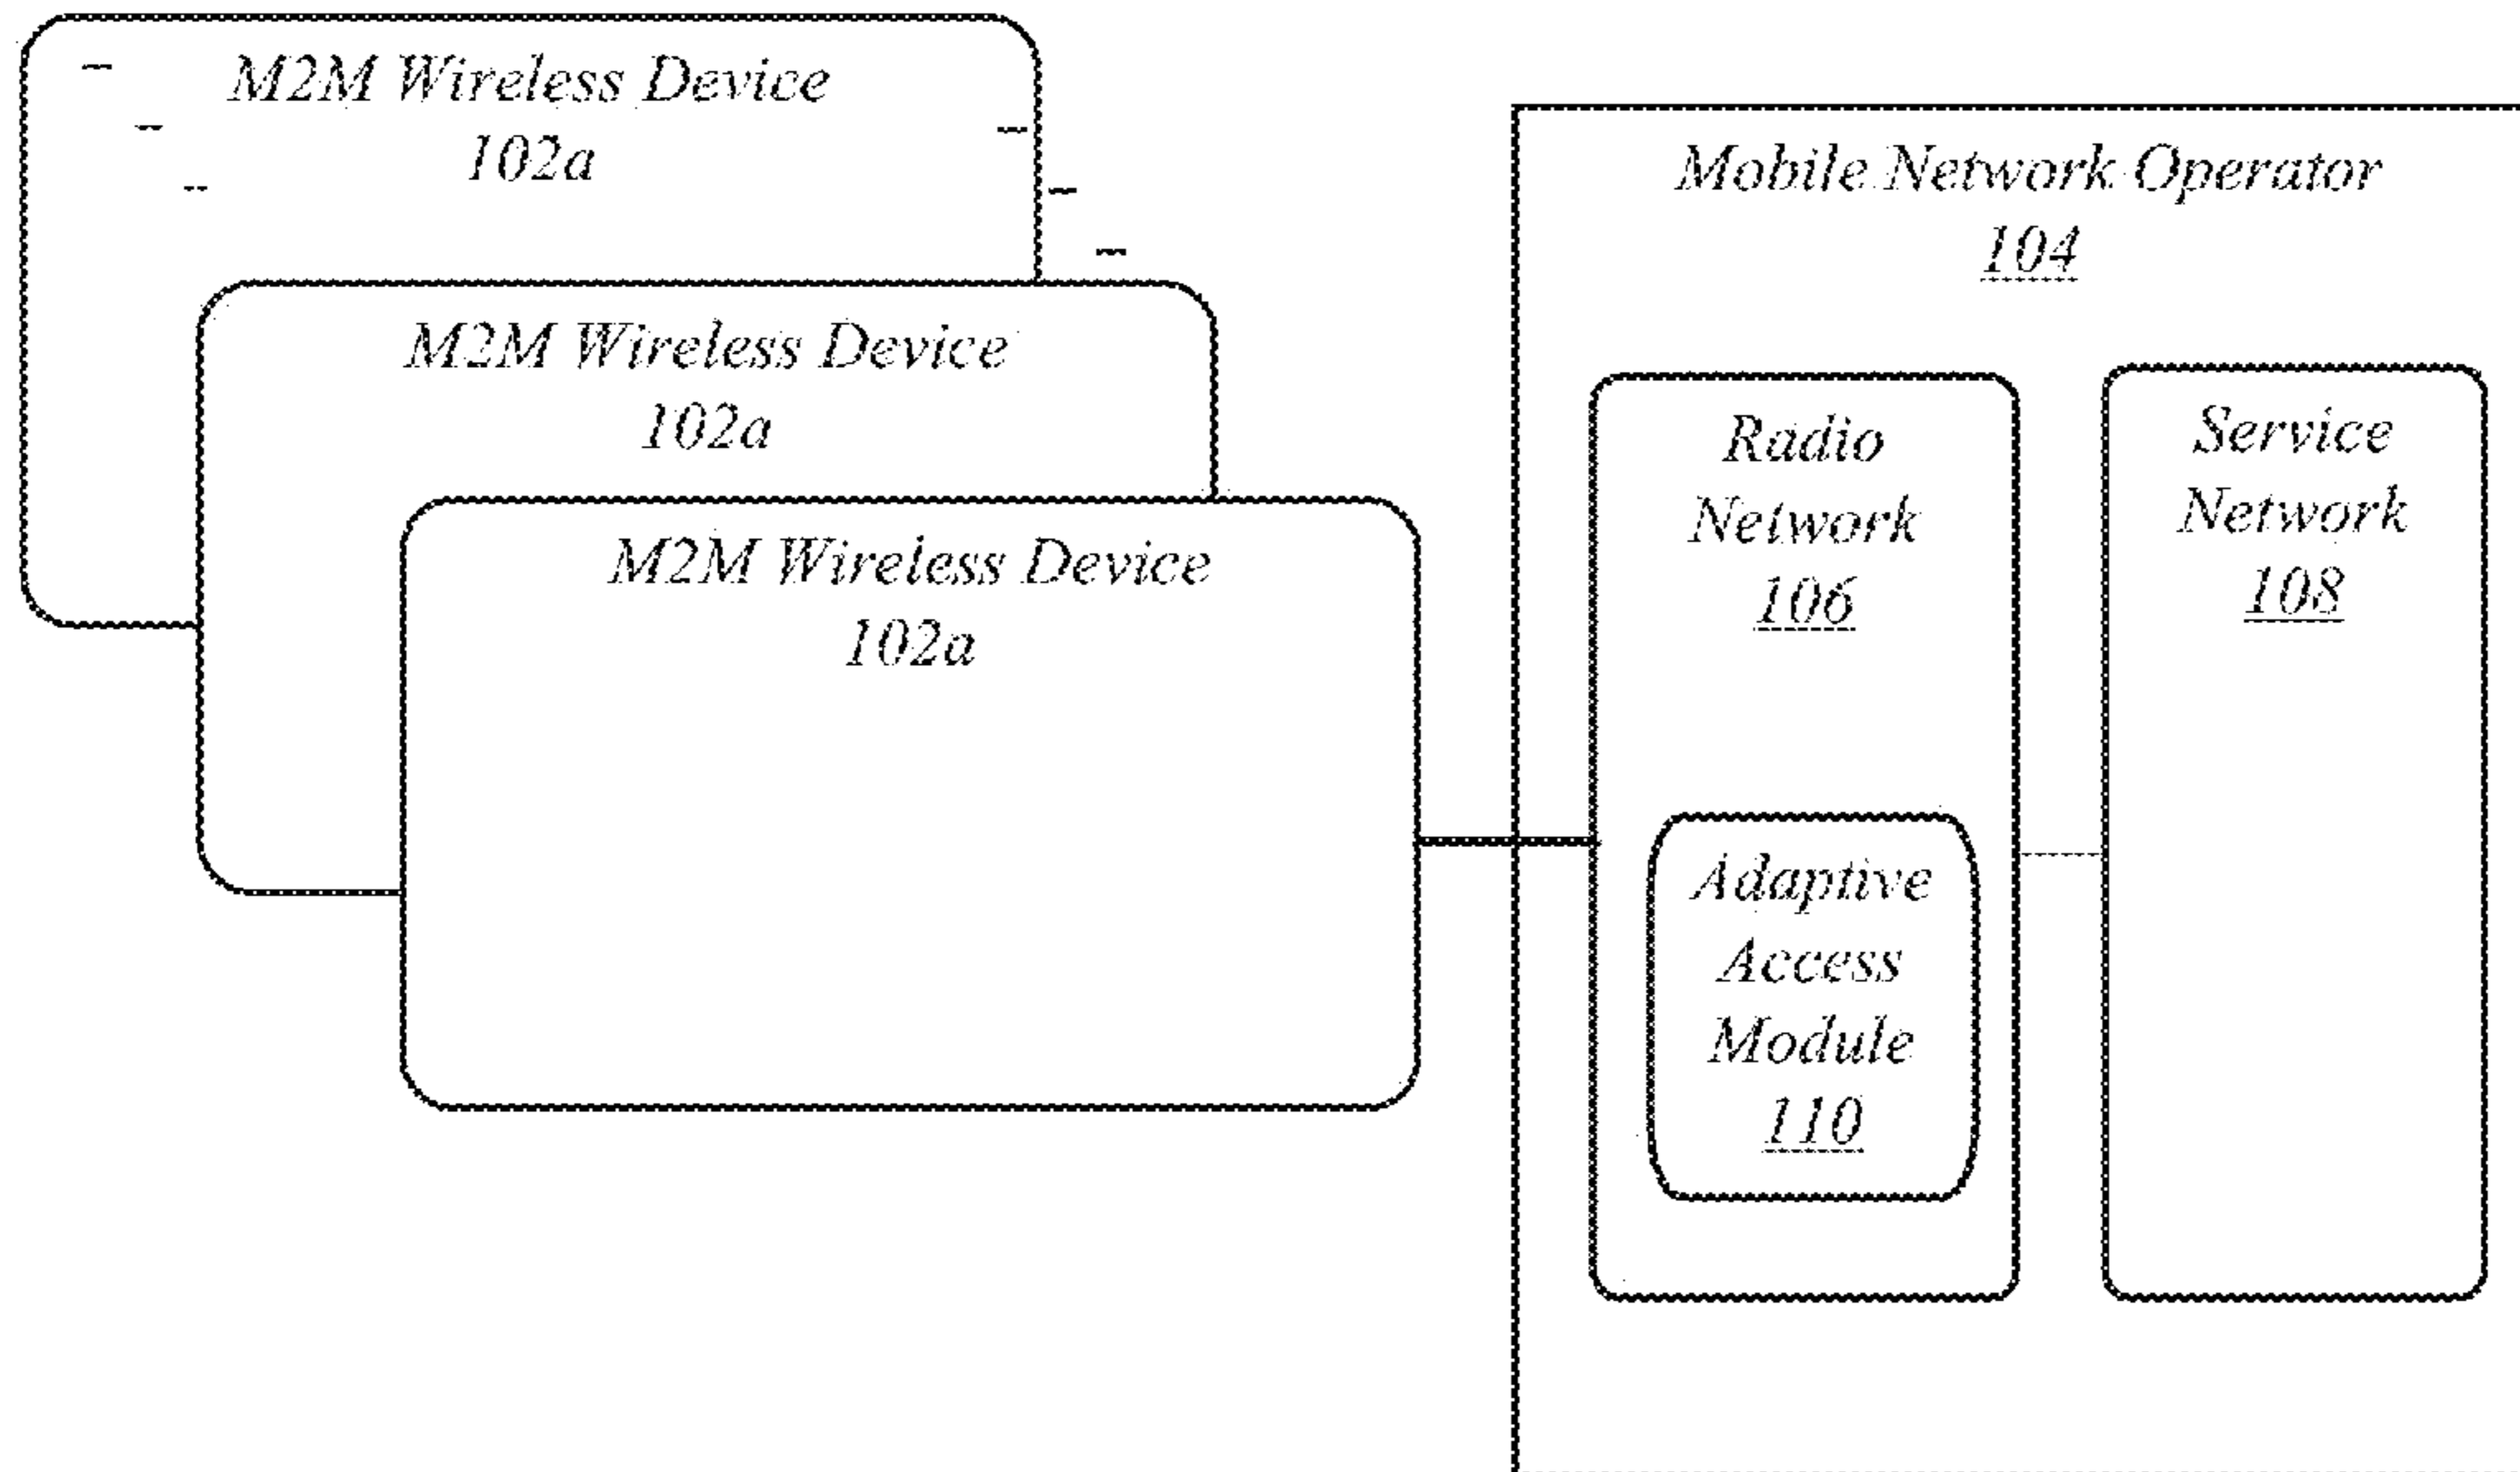 M2M Wireless Device
102a
M2M Wireless Device
102a
M2M Wireless Device
102a
Mobile Network Operator
104
Radio
Network
106
Service
Network
108
Adaptive
Access
Module
110